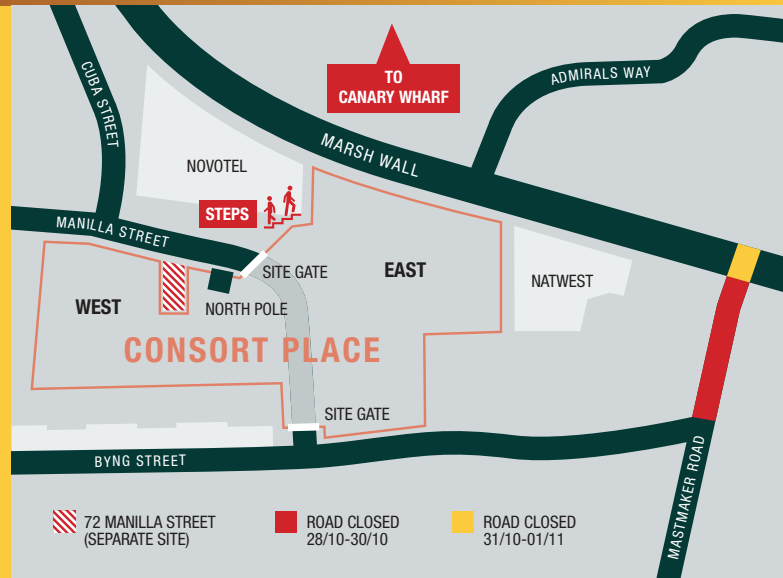 CUBA STREET
TO
CANARY WHARF
ADMIRALS WAY
MARSH WALL
NOVOTEL
STEPS
MANILLA STREET
SITE GATE
EAST
NATWEST
WEST
NORTH POLE
CONSORT PLACE
SITE GATE
BYNG STREET
MASTMAKER ROAD
72 MANILLA STREET
(SEPARATE SITE)
ROAD CLOSED
28/10-30/10
ROAD CLOSED
31/10-01/11